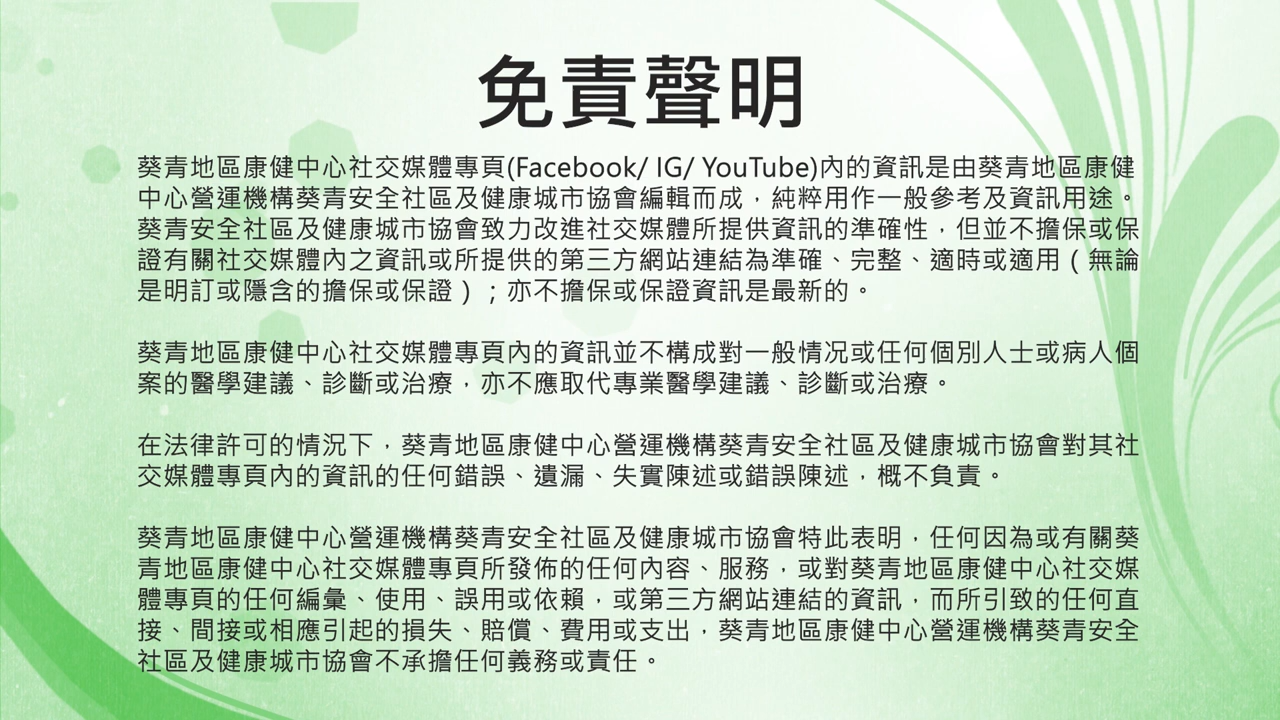 免責聲明
葵青地區康健中心社交媒體專頁(Facebook/ IG/ YouTube)內的資訊是由葵青地區康健
中心營運機構葵青安全社區及健康城市協會編輯而成，純粹用作一般參考及資訊用途。
葵青安全社區及健康城市協會致力改進社交媒體所提供資訊的準確性，但並不擔保或保
證有關社交媒體內之資訊或所提供的第三方網站連結為準確、完整、適時或適用（無論
是明訂或隱含的擔保或保證）；亦不擔保或保證資訊是最新的。
葵青地區康健中心社交媒體專頁內的資訊並不構成對一般情况或任何個別人士或病人個
案的醫學建議、診斷或治療，亦不應取代專業醫學建議、診斷或治療。
在法律許可的情況下，葵青地區康健中心營運機構葵青安全社區及健康城市協會對其社
交媒體專頁內的資訊的任何錯誤、遺漏、失實陳述或錯誤陳述，概不負責。
葵青地區康健中心營運機構葵青安全社區及健康城市協會特此表明，任何因為或有關葵
青地區康健中心社交媒體專頁所發佈的任何內容、服務，或對葵青地區康健中心社交媒
體專頁的任何編彙、使用、誤用或依賴，或第三方網站連結的資訊，而所引致的任何直
接、間接或相應引起的損失、賠償、費用或支出，葵青地區康健中心營運機構葵青安全
社區及健康城市協會不承擔任何義務或責任。